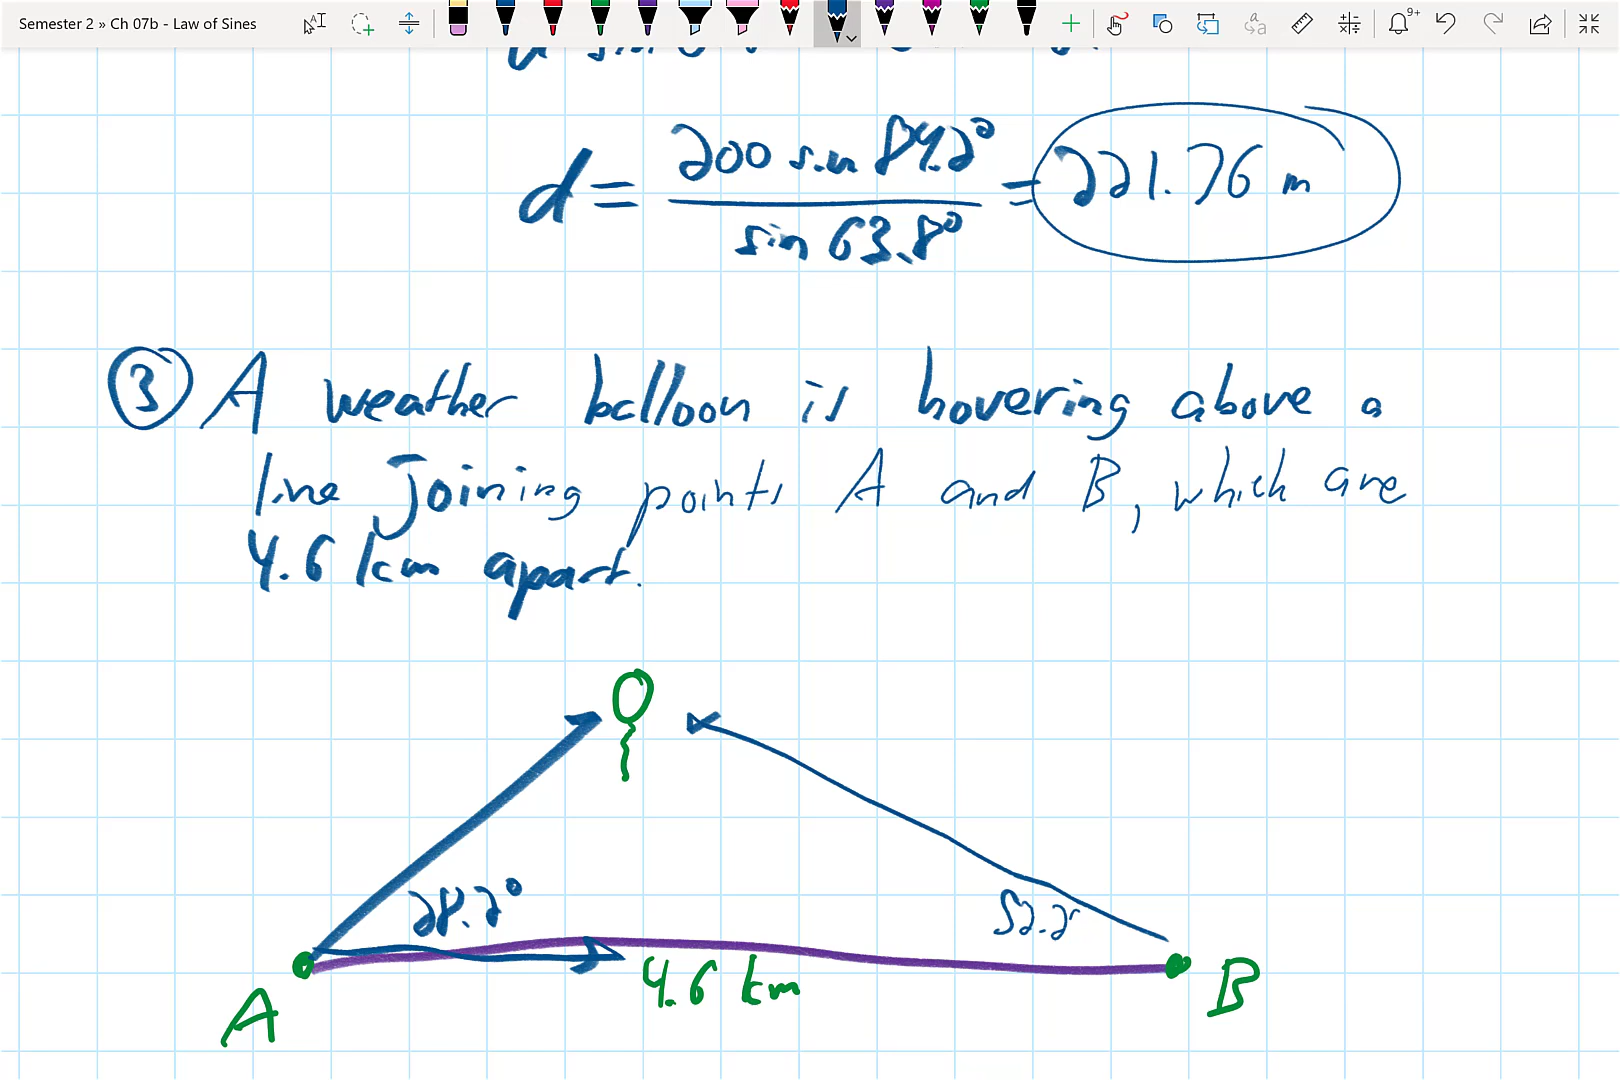 Semester 2 » Ch 07b - Law of Sines
9+
d = 200 sin 84.2° / sin 63.8° = 221.76 m
③ A weather balloon is hovering above a
line joining points A and B, which are
4.6 km apart.
28.2°
52.2°
4.6 km
A
B